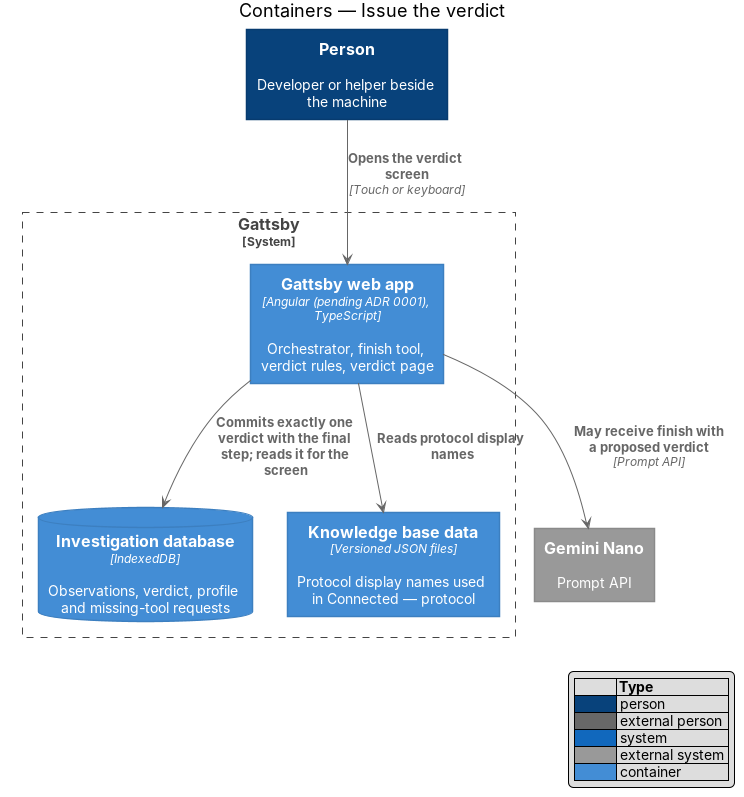 Containers — Issue the verdict
Person
Developer or helper beside
the machine
Opens the verdict
screen
[Touch or keyboard]
Gattsby
[System]
Gattsby web app
[Angular (pending ADR 0001),
TypeScript]
Orchestrator, finish tool,
verdict rules, verdict page
Commits exactly one
verdict with the final
step; reads it for the
screen
Reads protocol display
names
May receive finish with
a proposed verdict
[Prompt API]
Investigation database
[IndexedDB]
Observations, verdict, profile
and missing-tool requests
Knowledge base data
[Versioned JSON files]
Protocol display names used
in Connected — protocol
Gemini Nano
Prompt API
Type
person
external person
system
external system
container